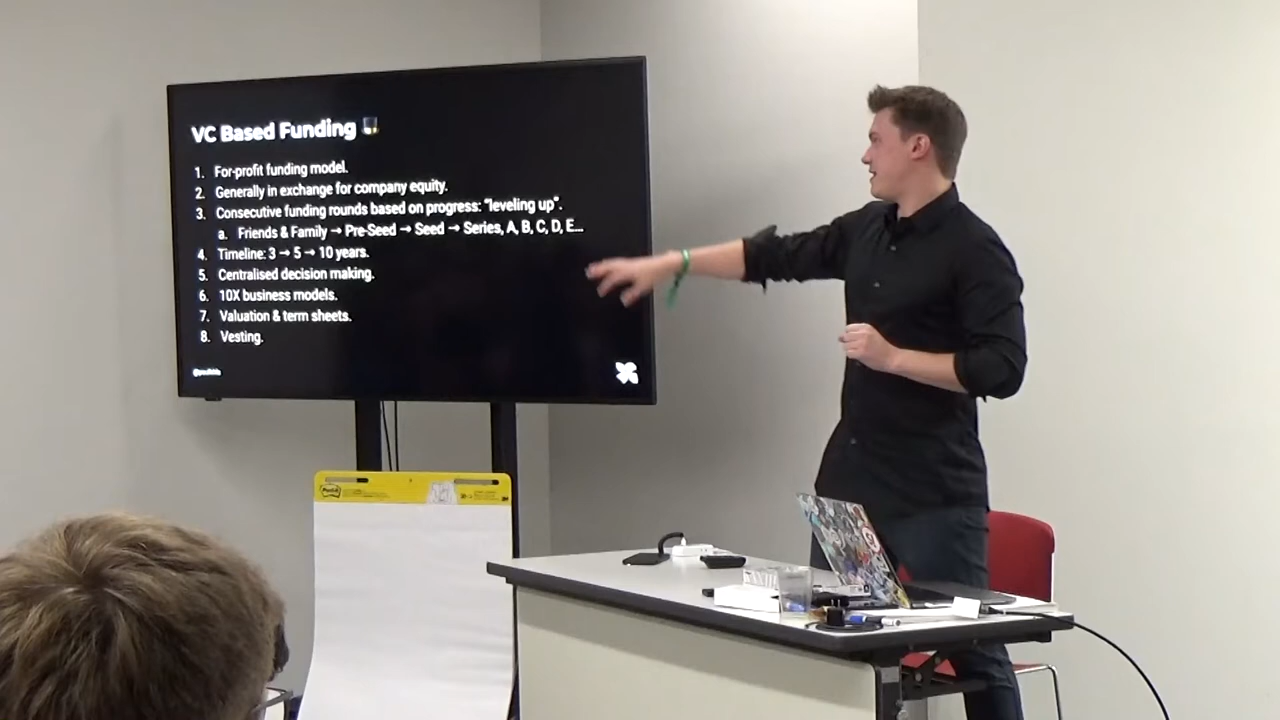 VC Based Funding
1. For-profit funding model.
2. Generally in exchange for company equity.
3. Consecutive funding rounds based on progress: “leveling up”.
a. Friends & Family → Pre-Seed → Seed → Series, A, B, C, D, E...
4. Timeline: 3 → 5 → 10 years.
5. Centralised decision making.
6. 10X business models.
7. Valuation & term sheets.
8. Vesting.
Post-it